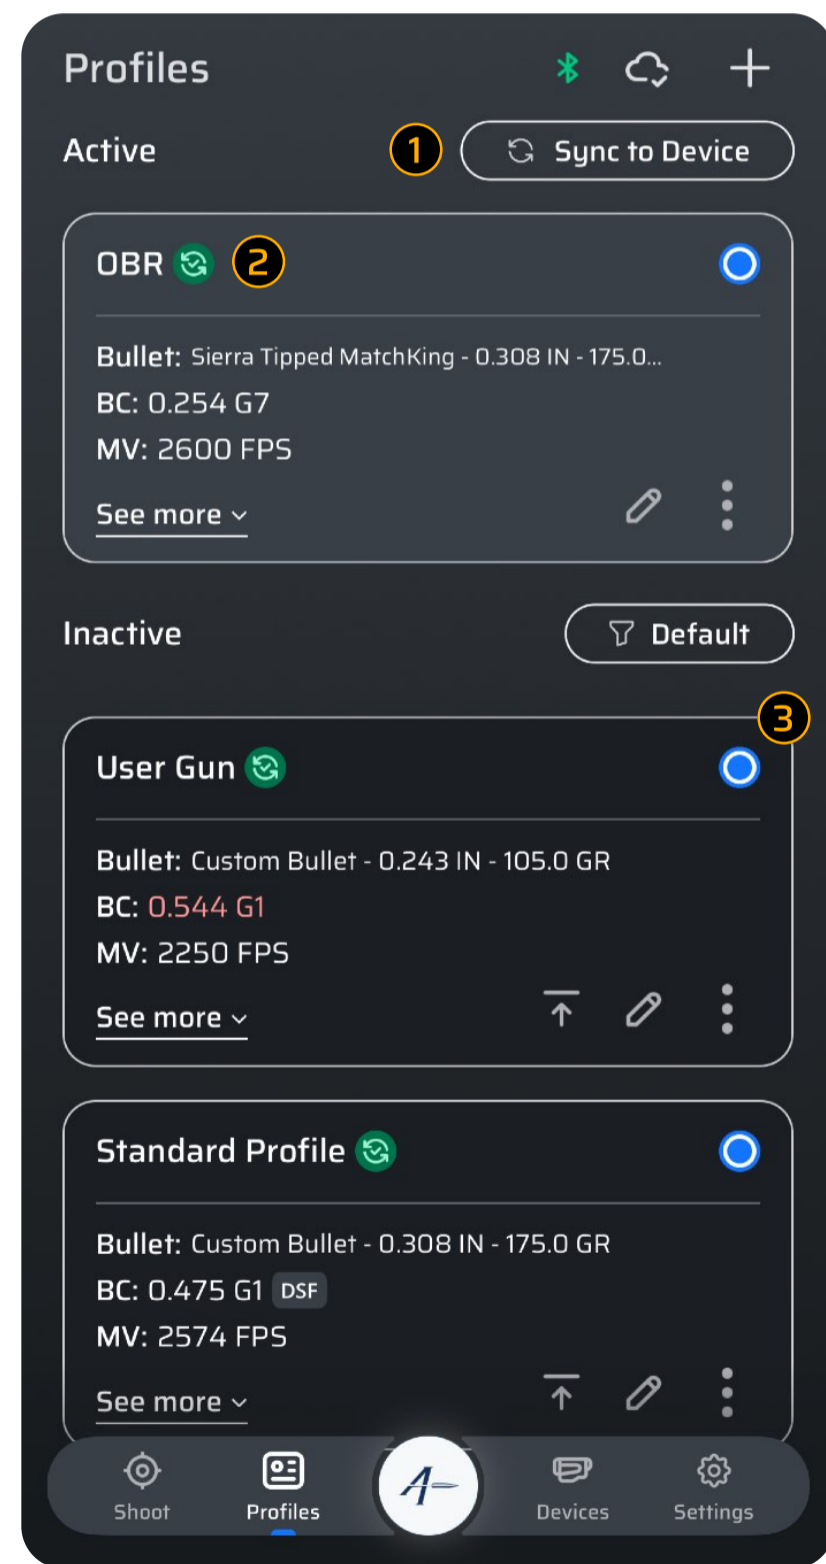 Profiles
Active
1
Sync to Device
OBR
2
Bullet: Sierra Tipped MatchKing - 0.308 IN - 175.0...
BC: 0.254 G7
MV: 2600 FPS
See more
Inactive
Default
3
User Gun
Bullet: Custom Bullet - 0.243 IN - 105.0 GR
BC: 0.544 G1
MV: 2250 FPS
See more
Standard Profile
Bullet: Custom Bullet - 0.308 IN - 175.0 GR
BC: 0.475 G1 DSF
MV: 2574 FPS
See more
A
Shoot
Profiles
Devices
Settings